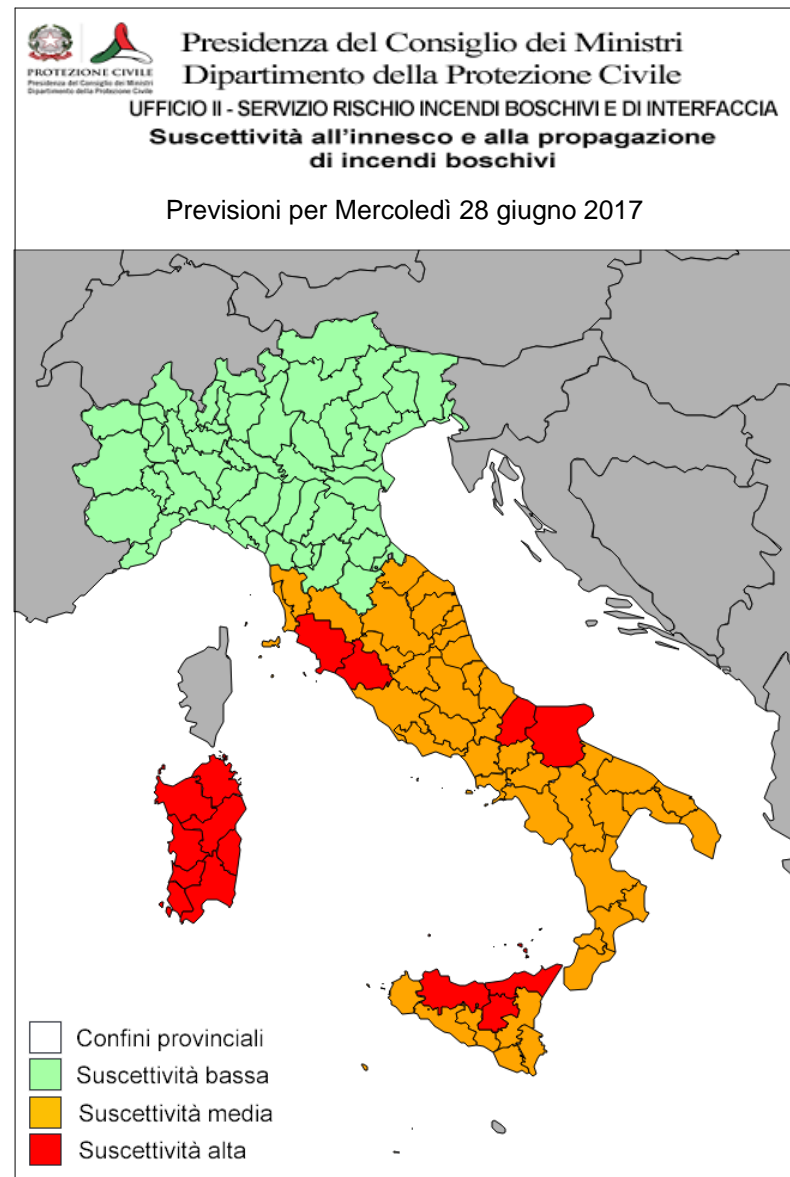 Presidenza del Consiglio dei Ministri
Dipartimento della Protezione Civile
PROTEZIONE CIVILE
Presidenza del Consiglio dei Ministri
Dipartimento della Protezione Civile
UFFICIO II - SERVIZIO RISCHIO INCENDI BOSCHIVI E DI INTERFACCIA
Suscettività all'innesco e alla propagazione
di incendi boschivi
Previsioni per Mercoledì 28 giugno 2017
Confini provinciali
Suscettività bassa
Suscettività media
Suscettività alta